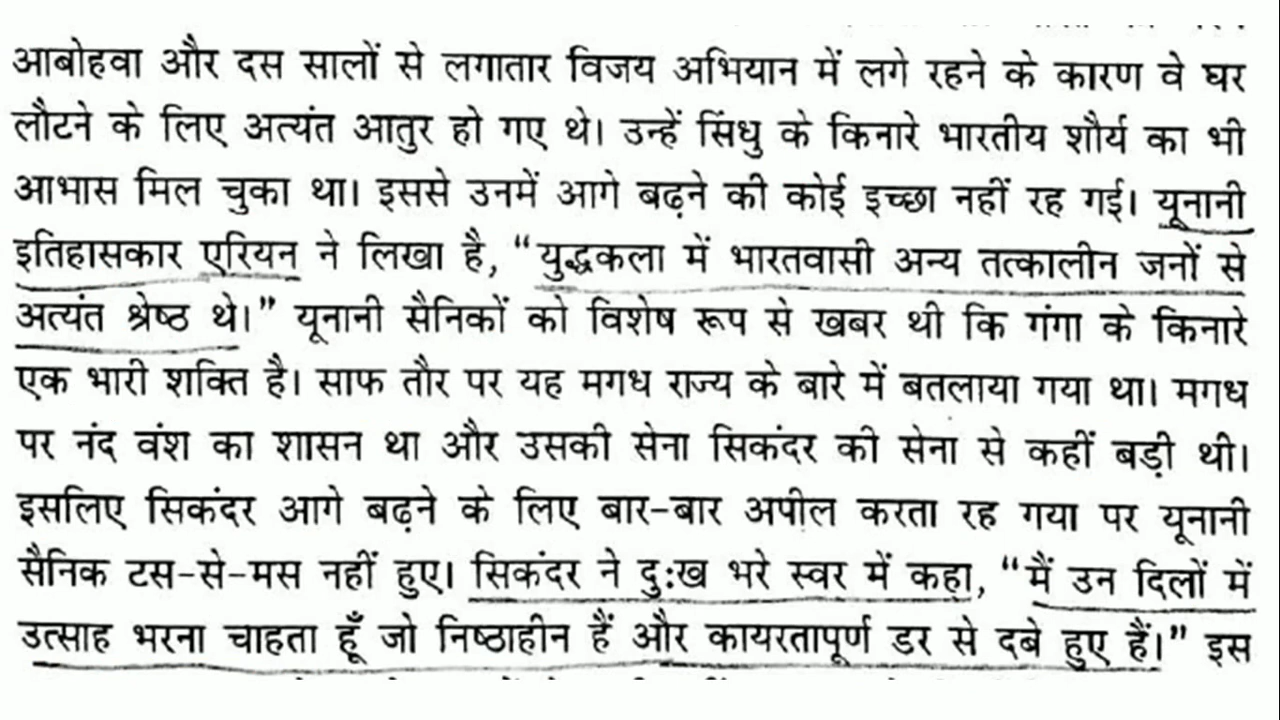 आबोहवा और दस सालों से लगातार विजय अभियान में लगे रहने के कारण वे घर
लौटने के लिए अत्यंत आतुर हो गए थे। उन्हें सिंधु के किनारे भारतीय शौर्य का भी
आभास मिल चुका था। इससे उनमें आगे बढ़ने की कोई इच्छा नहीं रह गई। यूनानी
इतिहासकार एरियन ने लिखा है, “युद्धकला में भारतवासी अन्य तत्कालीन जनों से
अत्यंत श्रेष्ठ थे।” यूनानी सैनिकों को विशेष रूप से खबर थी कि गंगा के किनारे
एक भारी शक्ति है। साफ तौर पर यह मगध राज्य के बारे में बतलाया गया था। मगध
पर नंद वंश का शासन था और उसकी सेना सिकंदर की सेना से कहीं बड़ी थी।
इसलिए सिकंदर आगे बढ़ने के लिए बार-बार अपील करता रह गया पर यूनानी
सैनिक टस-से-मस नहीं हुए। सिकंदर ने दुःख भरे स्वर में कहा, “मैं उन दिलों में
उत्साह भरना चाहता हूँ जो निष्ठाहीन हैं और कायरतापूर्ण डर से दबे हुए हैं।” इस